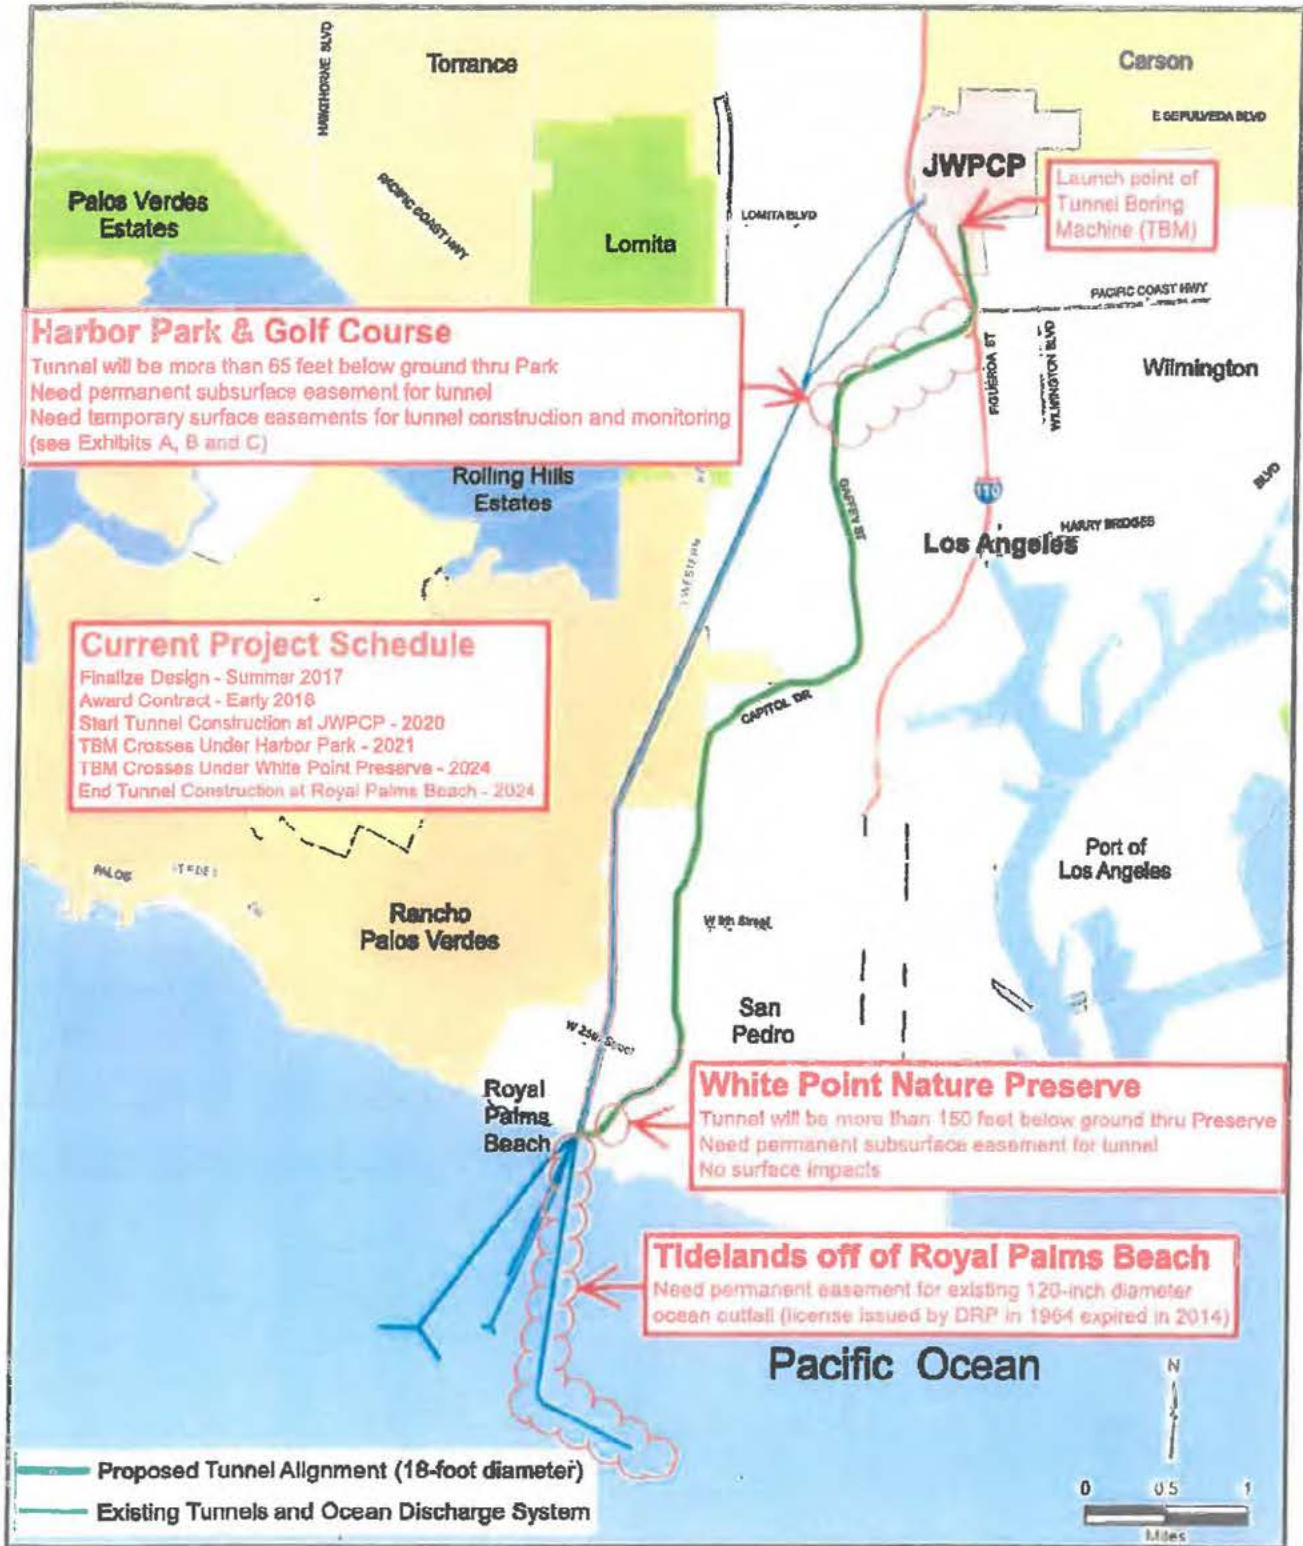 HAWTHORNE BLVD
Torrance
Carson
E SEPULVEDA BLVD
JWPCP
Launch point of
Tunnel Boring
Machine (TBM)
PACIFIC COAST HWY
Palos Verdes
Estates
LOMITA BLVD
Lomita
PACIFIC COAST HWY
Harbor Park & Golf Course
Tunnel will be more than 65 feet below ground thru Park
Need permanent subsurface easement for tunnel
Need temporary surface easements for tunnel construction and monitoring
(see Exhibits A, B and C)
FIGUEROA ST
WILMINGTON BLVD
Wilmington
Rolling Hills
Estates
GAFFEY ST
110
BLVD
HARRY BRIDGES
Los Angeles
WESTERN
Current Project Schedule
Finalize Design - Summer 2017
Award Contract - Early 2018
Start Tunnel Construction at JWPCP - 2020
TBM Crosses Under Harbor Park - 2021
TBM Crosses Under White Point Preserve - 2024
End Tunnel Construction at Royal Palms Beach - 2024
CAPITOL DR
Port of
Los Angeles
PALOS
Rancho
Palos Verdes
W 9th Street
San
Pedro
W 25th Street
Royal
Palms
Beach
White Point Nature Preserve
Tunnel will be more than 150 feet below ground thru Preserve
Need permanent subsurface easement for tunnel
No surface impacts
Tidelands off of Royal Palms Beach
Need permanent easement for existing 120-inch diameter
ocean outfall (license issued by DRP in 1964 expired in 2014)
Pacific Ocean
N
Proposed Tunnel Alignment (18-foot diameter)
Existing Tunnels and Ocean Discharge System
0 0.5 1
Miles